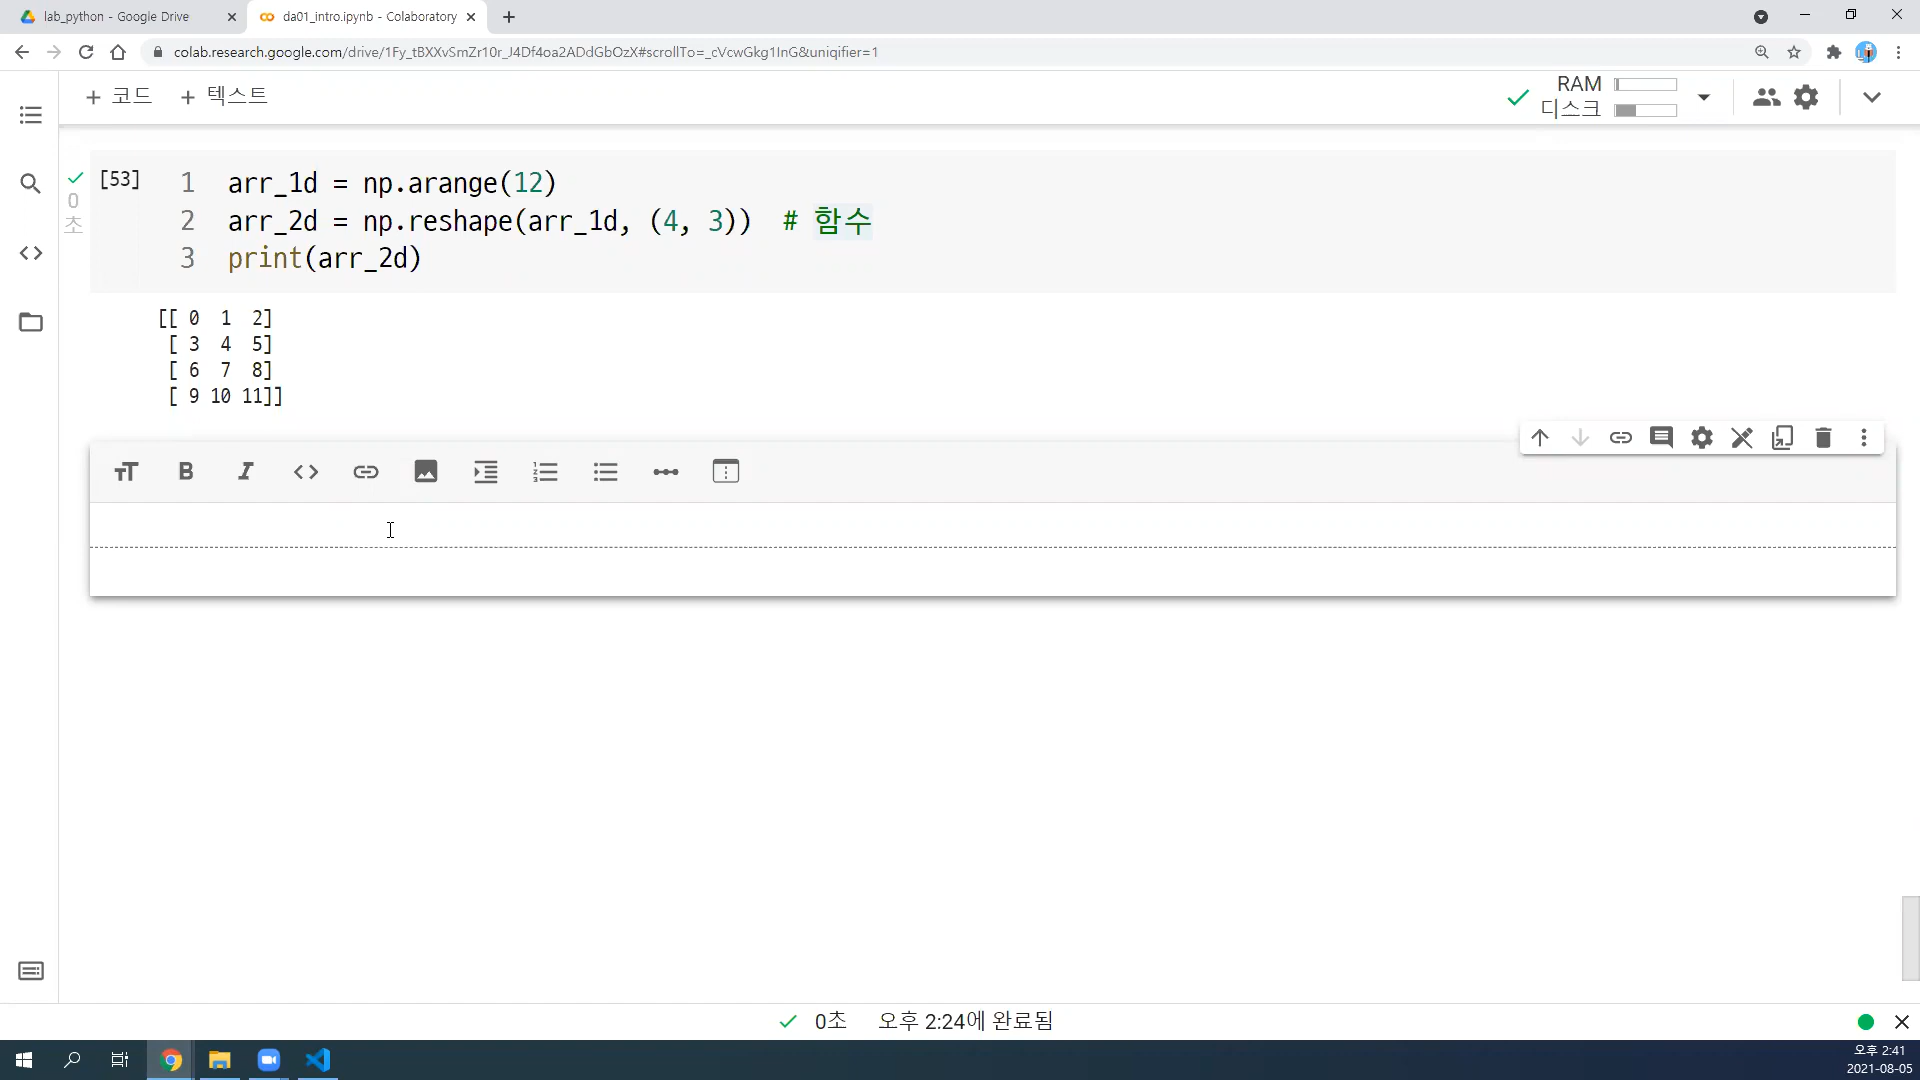 lab_python - Google Drive
da01_intro.ipynb - Colaboratory
colab.research.google.com/drive/1Fy_tBXXvSmZr10r_J4Df4oa2ADdGbOzX#scrollTo=_cVcwGkg1InG&uniqifier=1
+ 코드 + 텍스트
RAM
디스크
[53]
0
초
1 arr_1d = np.arange(12)
2 arr_2d = np.reshape(arr_1d, (4, 3))  # 함수
3 print(arr_2d)
[[ 0  1  2]
[ 3  4  5]
[ 6  7  8]
[ 9 10 11]]
0초 오후 2:24에 완료됨
오후 2:41
2021-08-05